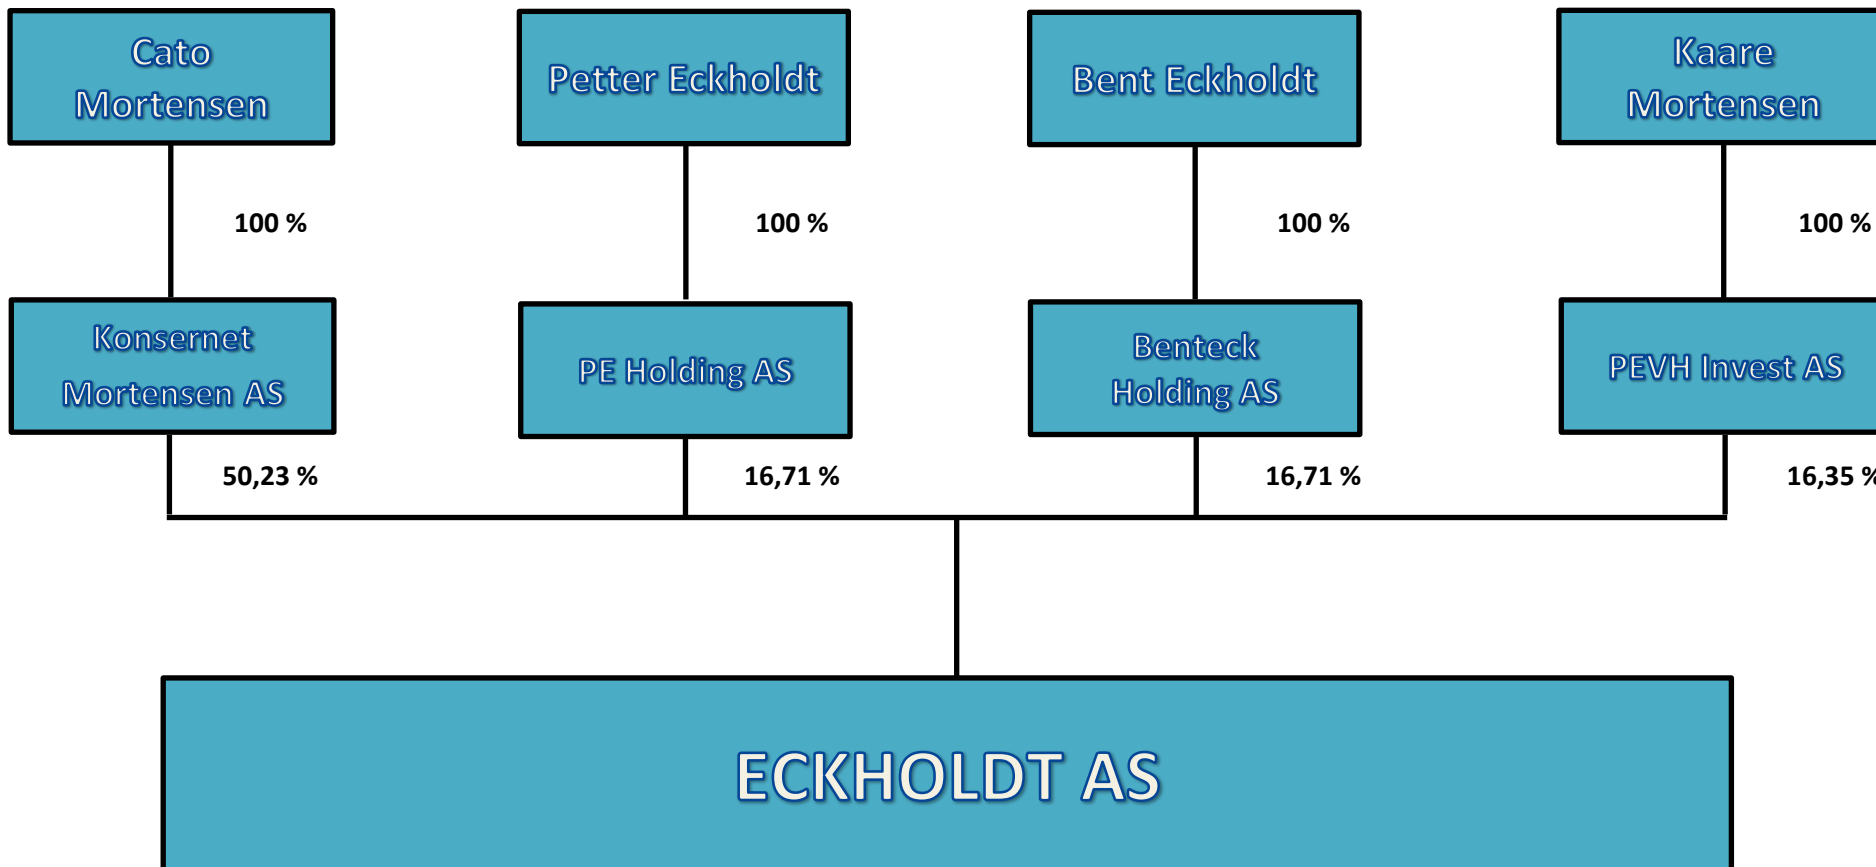 Cato
Mortensen
Petter Eckholdt
Bent Eckholdt
Kaare
Mortensen
100 %
100 %
100 %
100 %
Konsernet
Mortensen AS
PE Holding AS
Benteck
Holding AS
PEVH Invest AS
50,23 %
16,71 %
16,71 %
16,35 %
ECKHOLDT AS